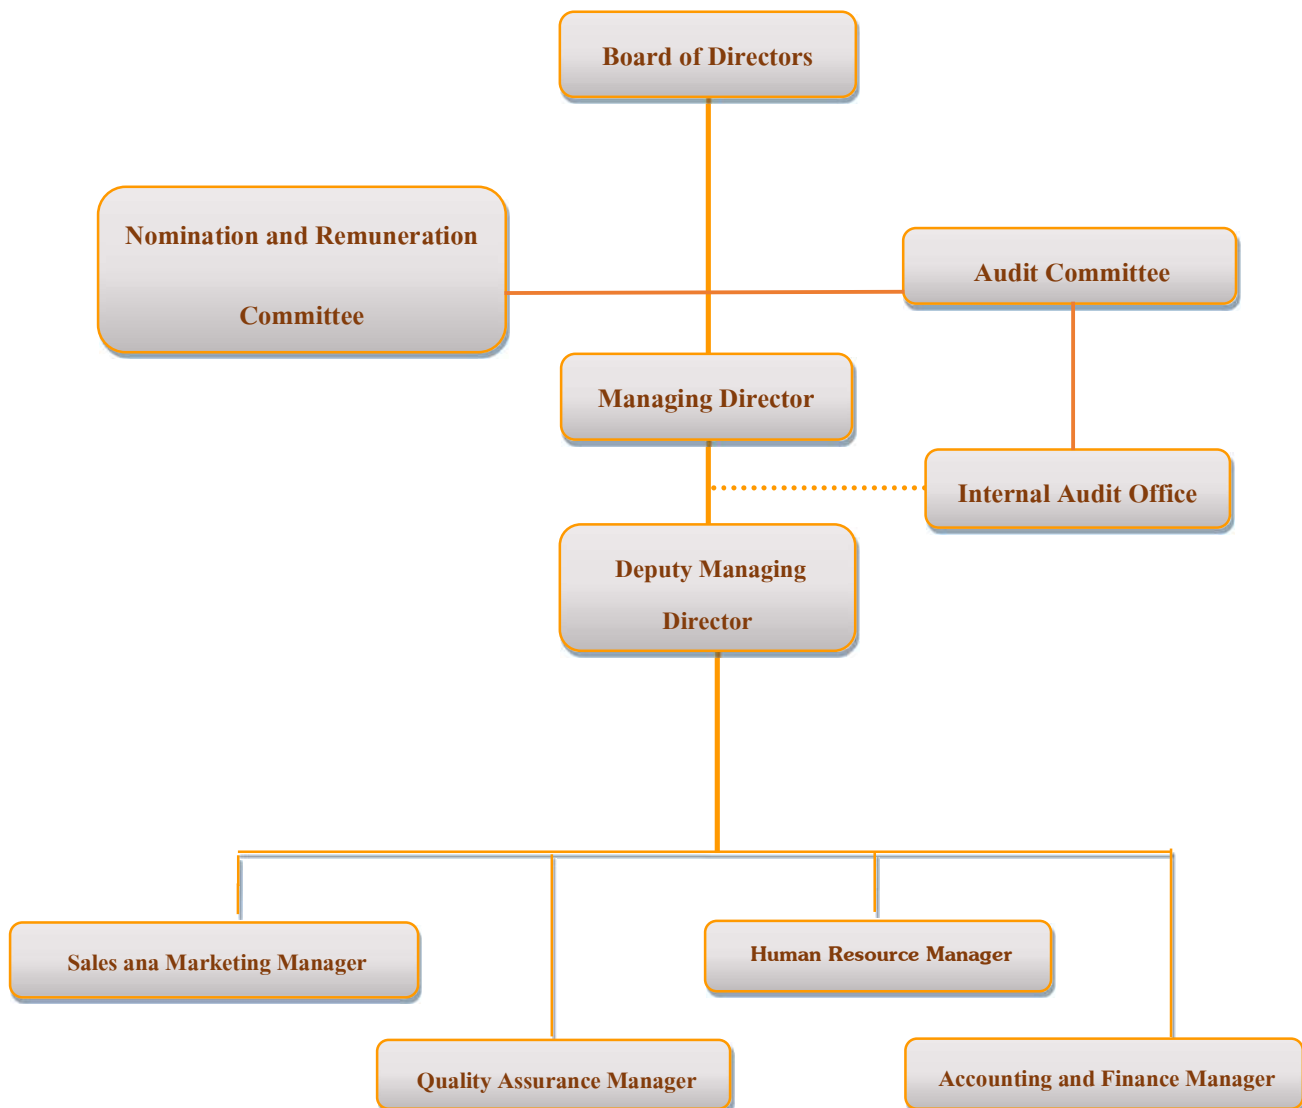 Board of Directors
Nomination and Remuneration
Committee
Audit Committee
Managing Director
Internal Audit Office
Deputy Managing
Director
Sales ana Marketing Manager
Human Resource Manager
Quality Assurance Manager
Accounting and Finance Manager